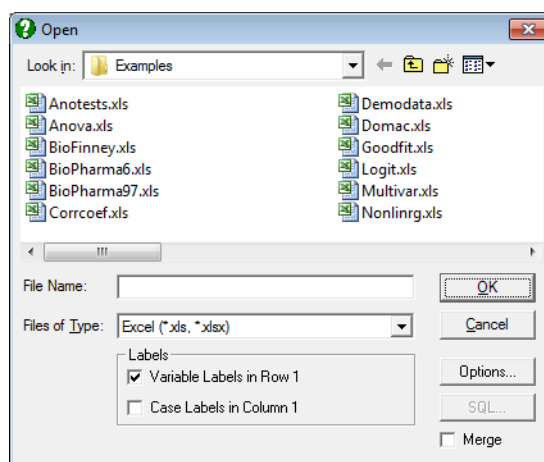 Open
Look in: Examples
Anotests.xls
Anova.xls
BioFinney.xls
BioPharma6.xls
BioPharma97.xls
Corrcoef.xls
Demodata.xls
Domac.xls
Goodfit.xls
Logit.xls
Multivar.xls
Nonlinrg.xls
File Name:
OK
Files of Type: Excel (*.xls, *.xlsx)
Cancel
Labels
Variable Labels in Row 1
Case Labels in Column 1
Options...
SQL...
Merge